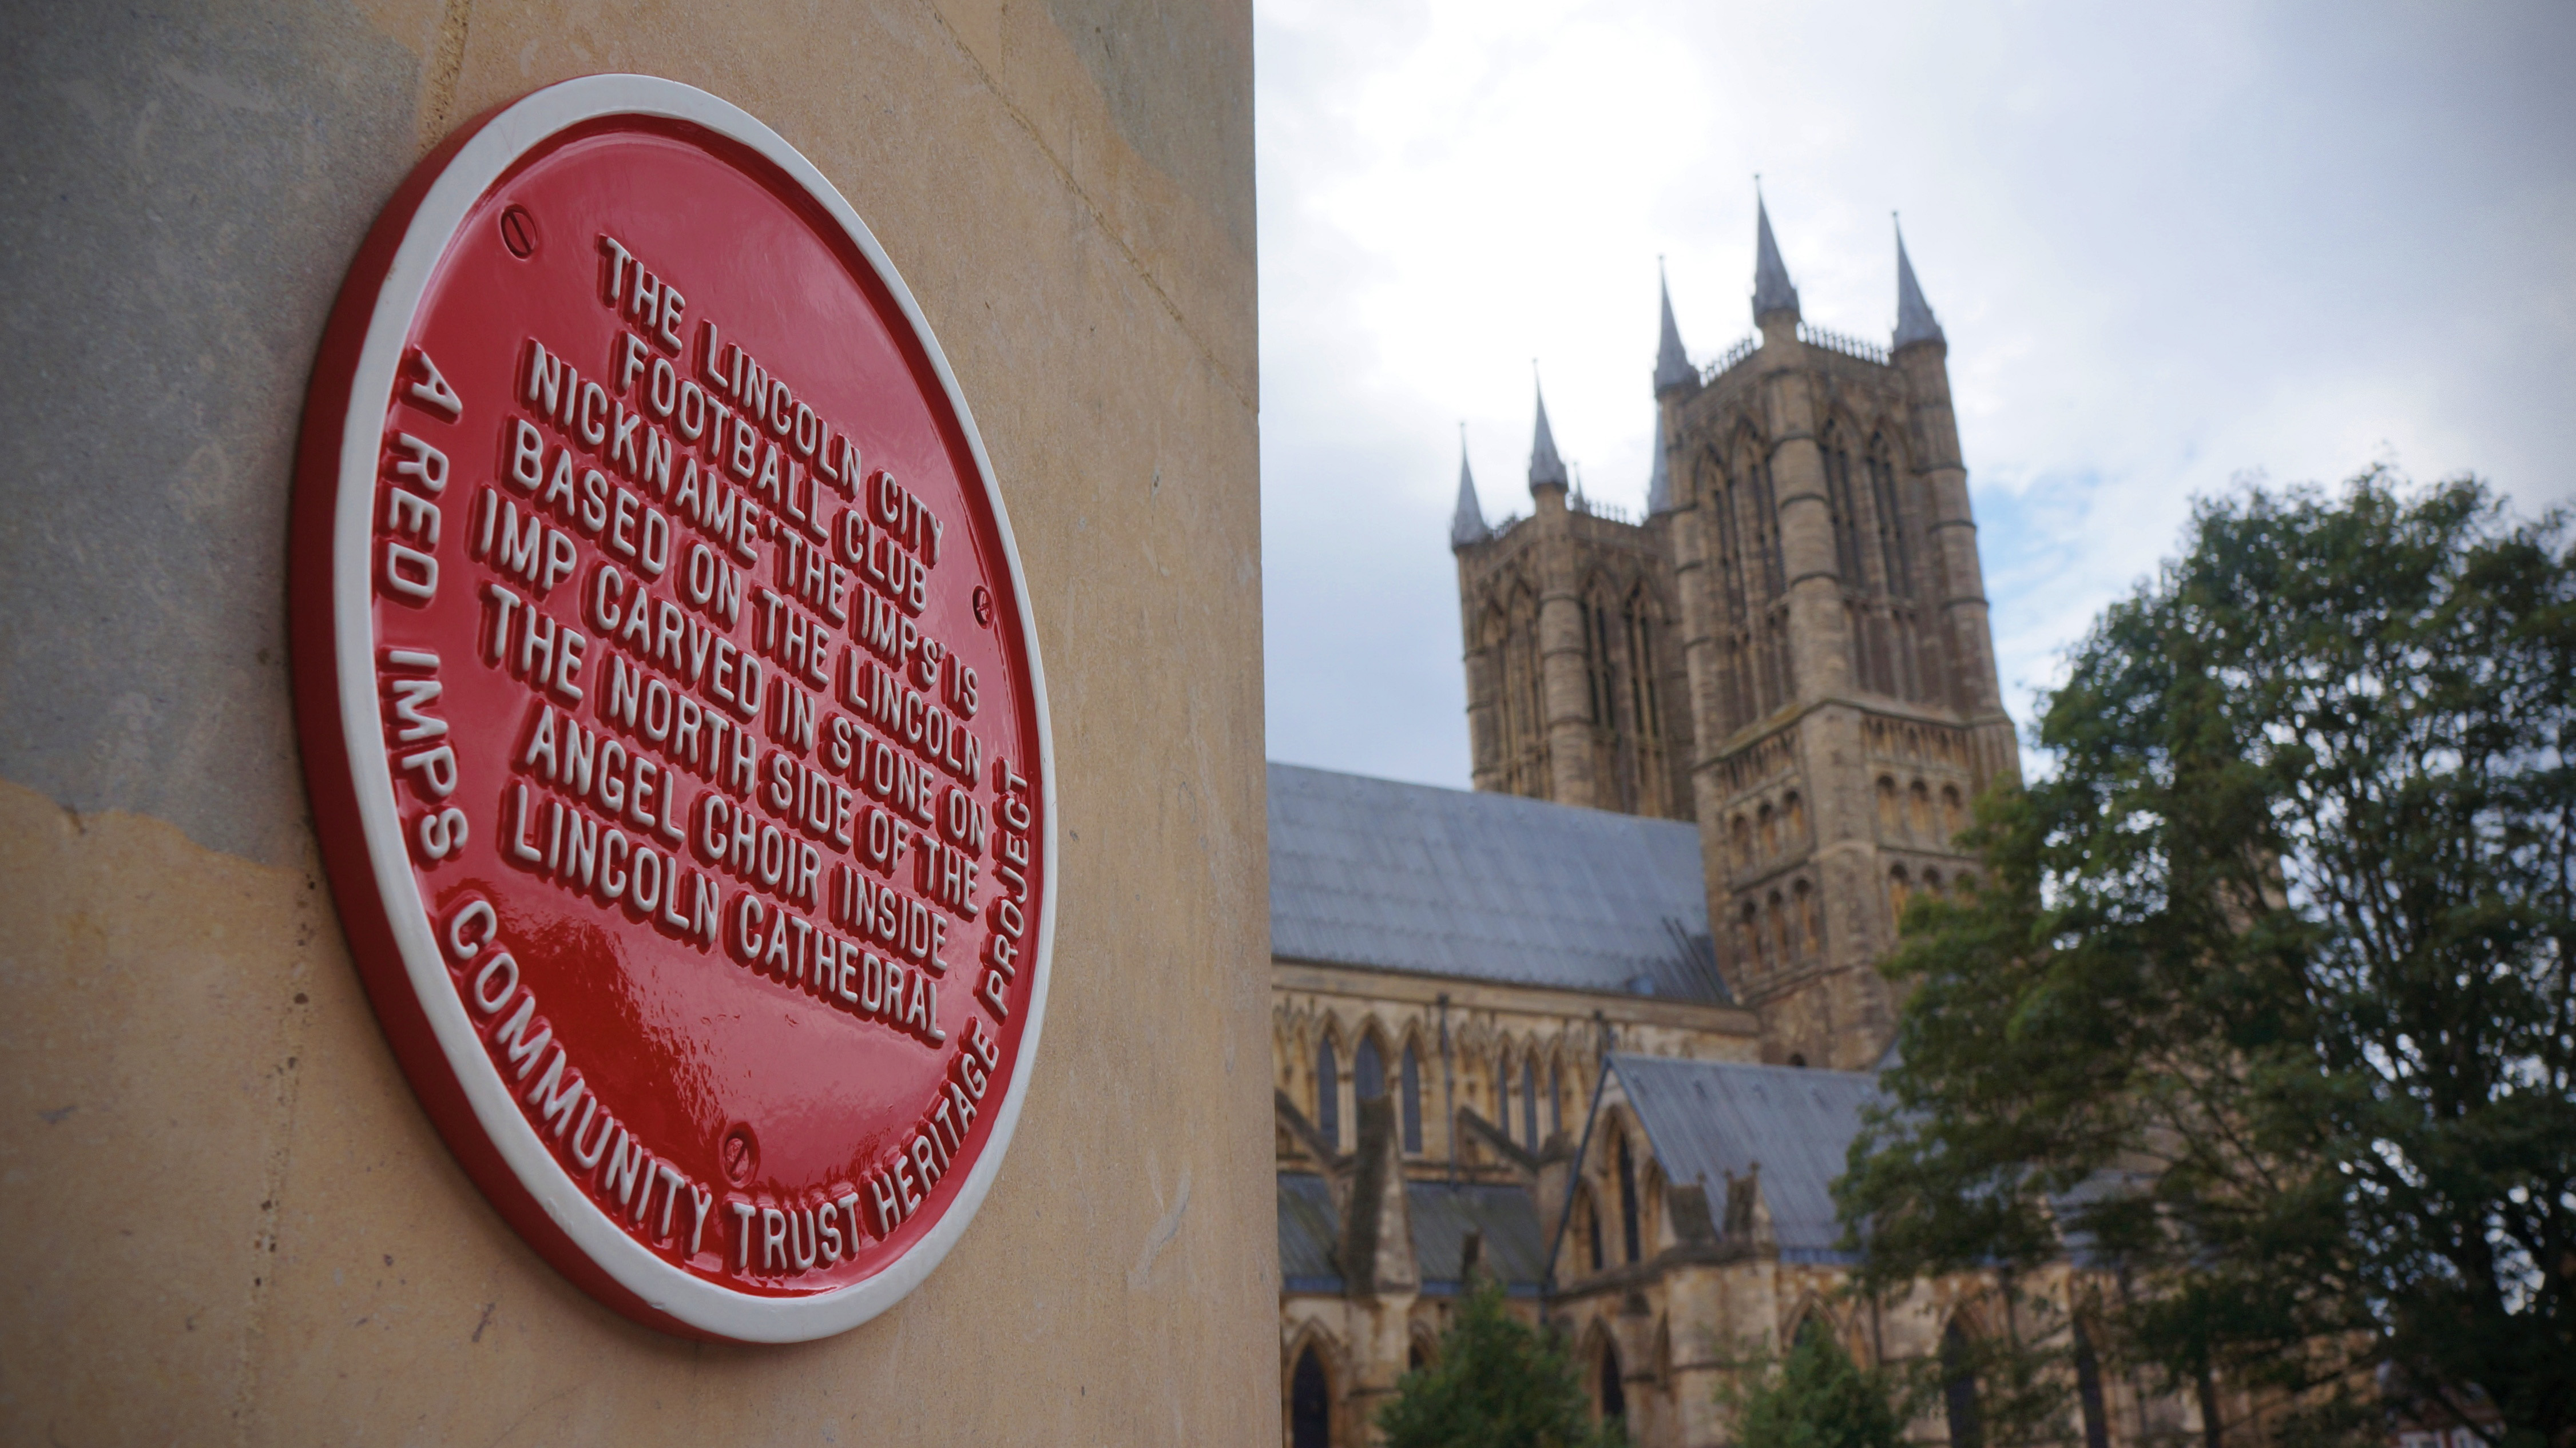 THE LINCOLN CITY
FOOTBALL CLUB
NICKNAME 'THE IMPS' IS
BASED ON THE LINCOLN
IMP CARVED IN STONE ON
THE NORTH SIDE OF THE
ANGEL CHOIR INSIDE
LINCOLN CATHEDRAL
A RED IMPS COMMUNITY TRUST HERITAGE PROJECT